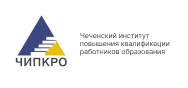 ЧИПКРО
Чеченский институт
повышения квалификации
работников образования